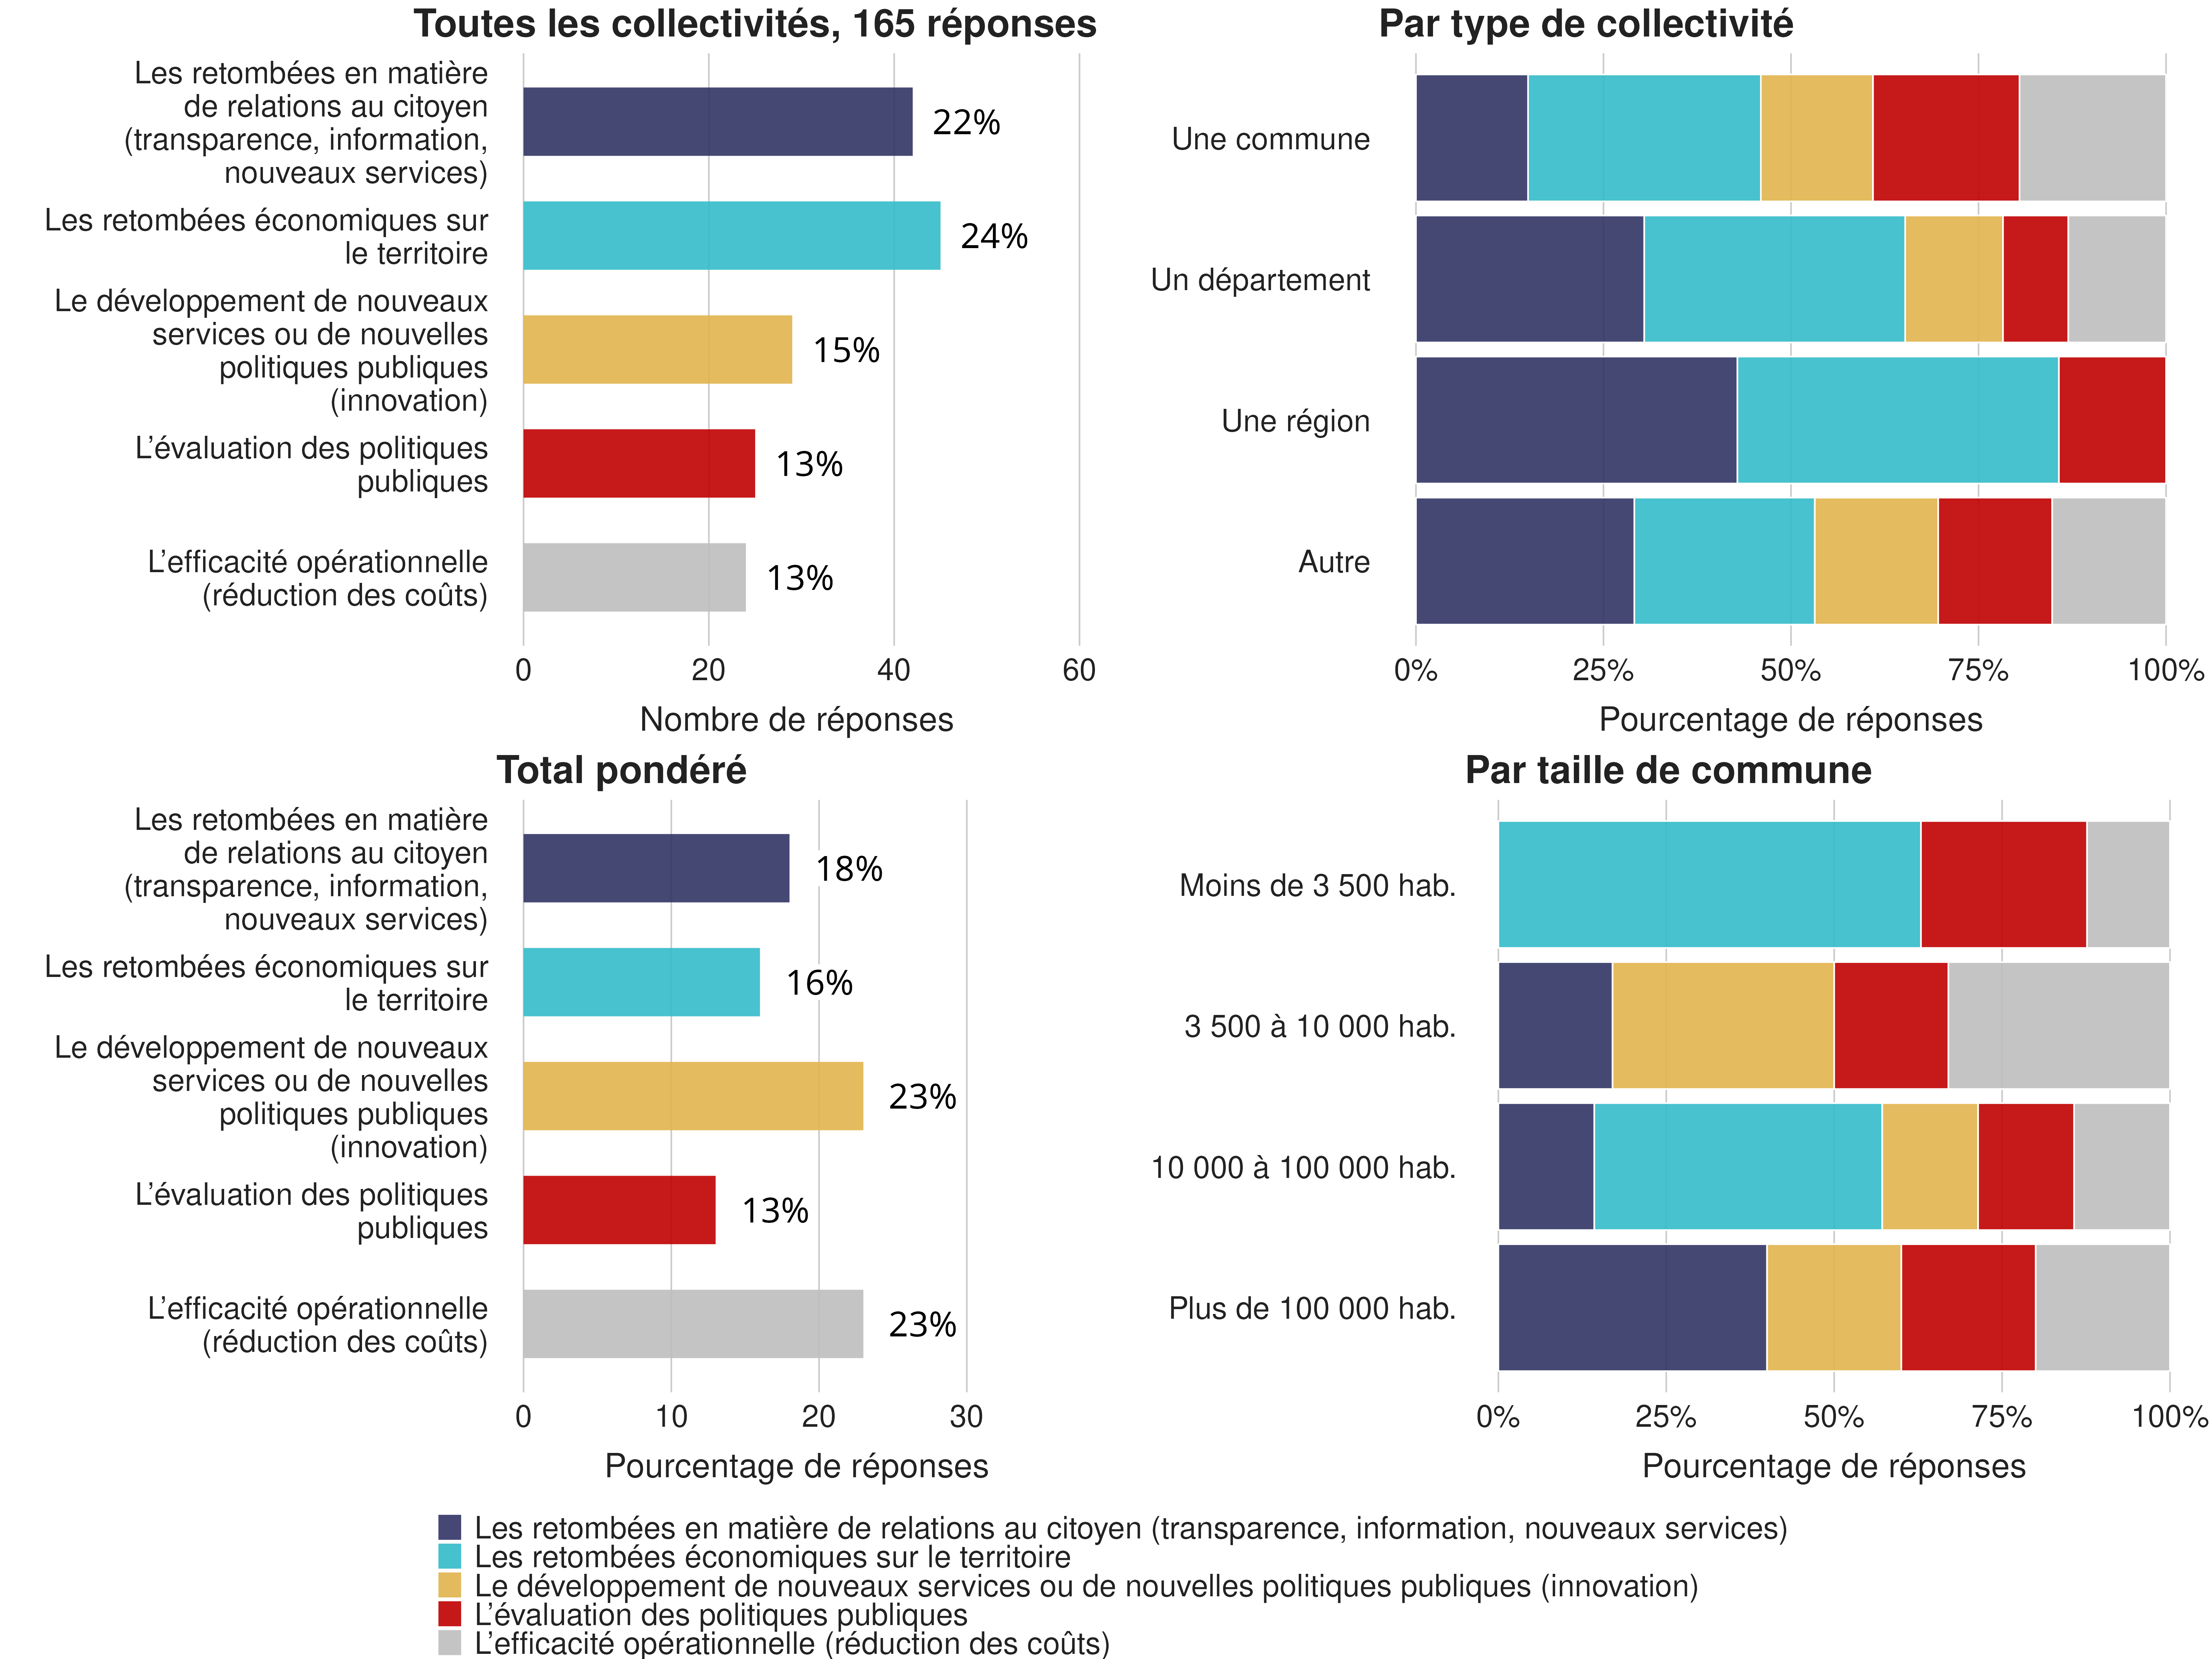 Toutes les collectivités, 165 réponses
Les retombées en matière
de relations au citoyen
(transparence, information,
nouveaux services)
22%
Les retombées économiques sur
le territoire
24%
Le développement de nouveaux
services ou de nouvelles
politiques publiques
(innovation)
15%
L’évaluation des politiques
publiques
13%
L’efficacité opérationnelle
(réduction des coûts)
13%
0 20 40 60
Nombre de réponses
Par type de collectivité
Une commune
Un département
Une région
Autre
0% 25% 50% 75% 100%
Pourcentage de réponses
Total pondéré
Les retombées en matière
de relations au citoyen
(transparence, information,
nouveaux services)
18%
Les retombées économiques sur
le territoire
16%
Le développement de nouveaux
services ou de nouvelles
politiques publiques
(innovation)
23%
L’évaluation des politiques
publiques
13%
L’efficacité opérationnelle
(réduction des coûts)
23%
0 10 20 30
Pourcentage de réponses
Par taille de commune
Moins de 3 500 hab.
3 500 à 10 000 hab.
10 000 à 100 000 hab.
Plus de 100 000 hab.
0% 25% 50% 75% 100%
Pourcentage de réponses
Les retombées en matière de relations au citoyen (transparence, information, nouveaux services)
Les retombées économiques sur le territoire
Le développement de nouveaux services ou de nouvelles politiques publiques (innovation)
L’évaluation des politiques publiques
L’efficacité opérationnelle (réduction des coûts)